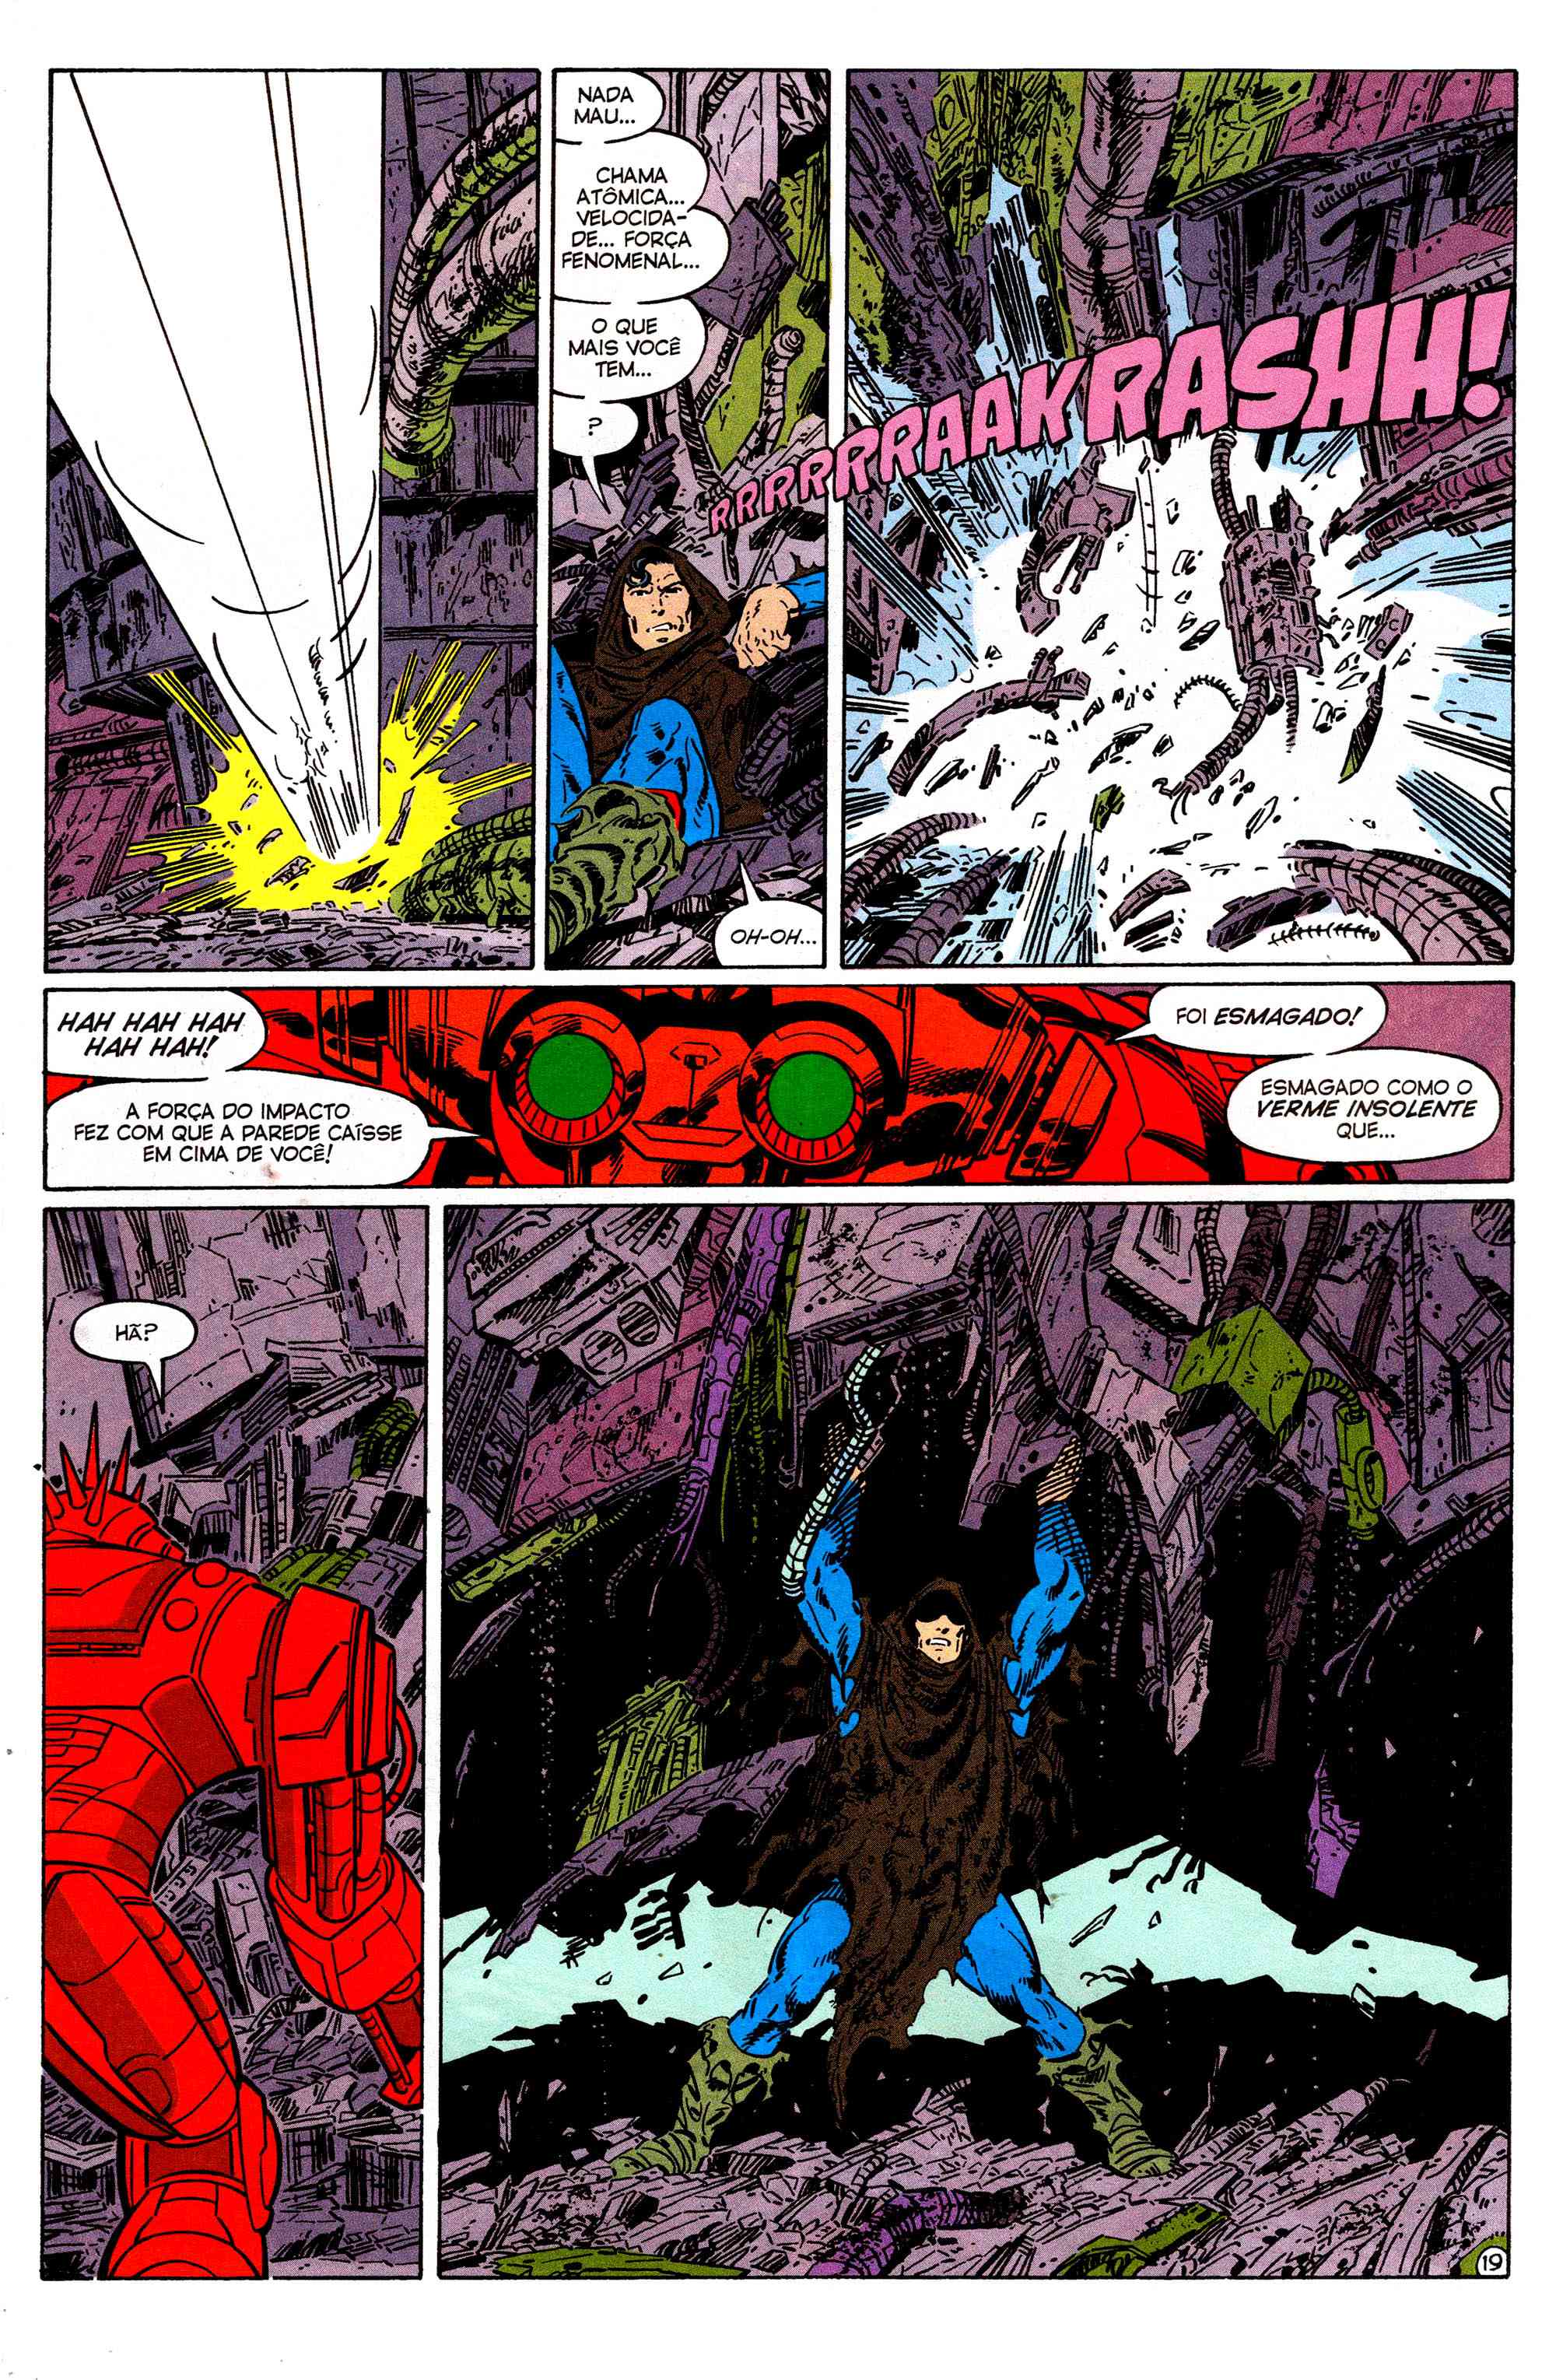 NADA
MAU...
CHAMA
ATÔMICA...
VELOCIDA-
DE... FORÇA
FENOMENAL...
O QUE
MAIS VOCÊ
TEM...
?
OH-OH...
RRRRRRAAKRASHH!
HAH HAH HAH
HAH HAH!
A FORÇA DO IMPACTO
FEZ COM QUE A PAREDE CAÍSSE
EM CIMA DE VOCÊ!
FOI ESMAGADO!
ESMAGADO COMO O
VERME INSOLENTE
QUE...
HÃ?
19